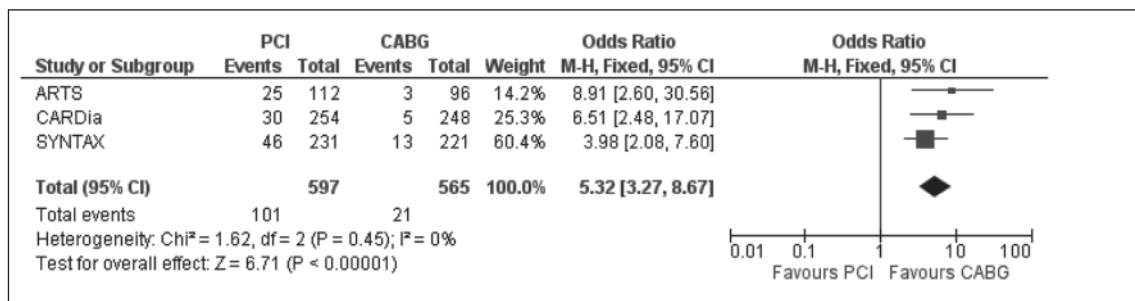 PCI CABG Odds Ratio Odds Ratio
Study or Subgroup Events Total Events Total Weight M-H, Fixed, 95% CI M-H, Fixed, 95% CI
ARTS 25 112 3 96 14.2% 8.91 [2.60, 30.56]
CARDia 30 254 5 248 25.3% 6.51 [2.48, 17.07]
SYNTAX 46 231 13 221 60.4% 3.98 [2.08, 7.60]
Total (95% CI) 597 565 100.0% 5.32 [3.27, 8.67]
Total events 101 21
Heterogeneity: Chi² = 1.62, df = 2 (P = 0.45); I² = 0%
Test for overall effect: Z = 6.71 (P < 0.00001)
0.01 0.1 1 10 100
Favours PCI Favours CABG